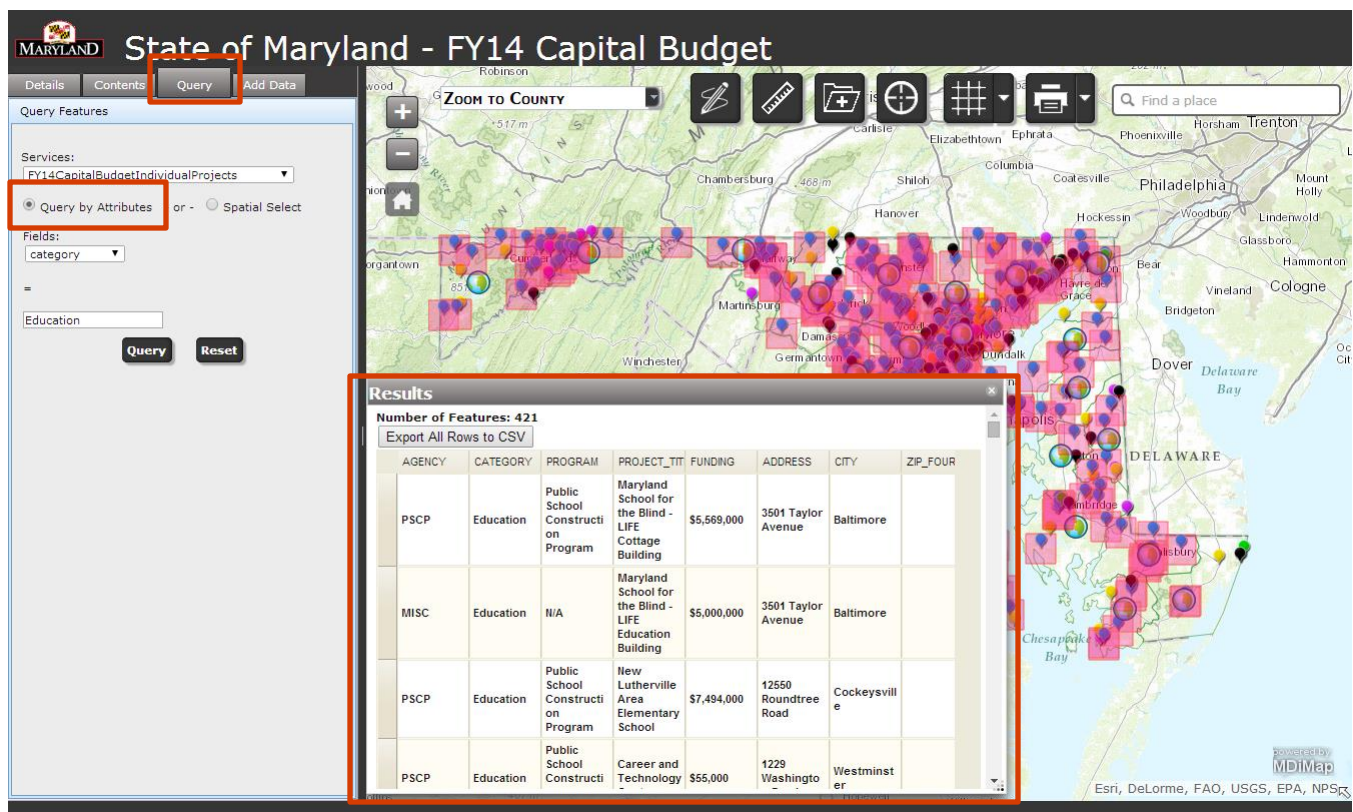 MARYLAND State of Maryland - FY14 Capital Budget
Details Contents Query Add Data
Query Features
Services:
FY14CapitalBudgetIndividualProjects
Query by Attributes or - Spatial Select
Fields:
category
=
Education
Query Reset
ZOOM TO COUNTY
Find a place
Robinson
517 m
Carlisle
Elizabethtown
Ephrata
Phoenixville
Horsham
Trenton
Columbia
Chambersburg
468 m
Shiloh
Coatesville
Philadelphia
Mount
Holly
Hanover
Hockessin
Woodbury
Lindenwold
Glassboro
Hammonton
Bear
Havre de
Grace
Vineland
Cologne
Martinsburg
Bridgeton
Winchester
Germantown
Dundalk
Dover
Delaware
Bay
DELAWARE
Chesapeake
Bay
Results
Number of Features: 421
Export All Rows to CSV
AGENCY CATEGORY PROGRAM PROJECT_TIT FUNDING ADDRESS CITY ZIP_FOUR
PSCP Education Public School Constructi on Program Maryland School for the Blind - LIFE Cottage Building $5,569,000 3501 Taylor Avenue Baltimore
MISC Education N/A Maryland School for the Blind - LIFE Education Building $5,000,000 3501 Taylor Avenue Baltimore
PSCP Education Public School Constructi on Program New Lutherville Area Elementary School $7,494,000 12550 Roundtree Road Cockeysvill e
PSCP Education Public School Constructi Career and Technology $55,000 1229 Washingto Westminst er
powered by
MDiMap
Esri, DeLorme, FAO, USGS, EPA, NPS